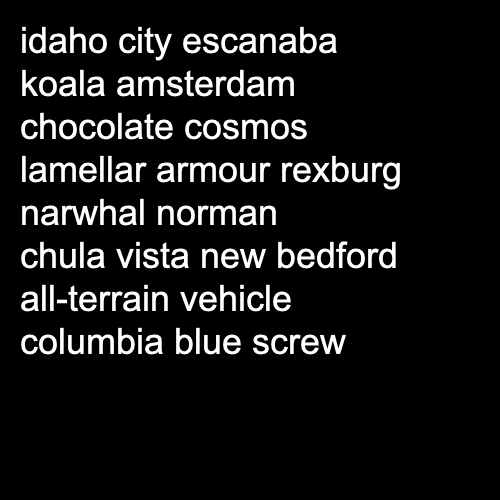 idaho city escanaba
koala amsterdam
chocolate cosmos
lamellar armour rexburg
narwhal norman
chula vista new bedford
all-terrain vehicle
columbia blue screw